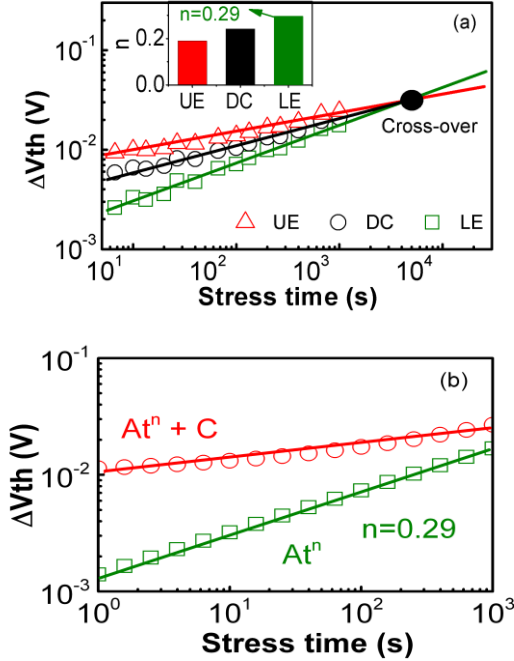 n=0.29
(a)
n
0.2
0.0
UE DC LE
10⁻¹
10⁻²
10⁻³
ΔVth (V)
Cross-over
UE DC LE
10¹ 10² 10³ 10⁴
Stress time (s)
(b)
10⁻¹
10⁻²
10⁻³
ΔVth (V)
Atⁿ + C
n=0.29
Atⁿ
10⁰ 10¹ 10² 10³
Stress time (s)